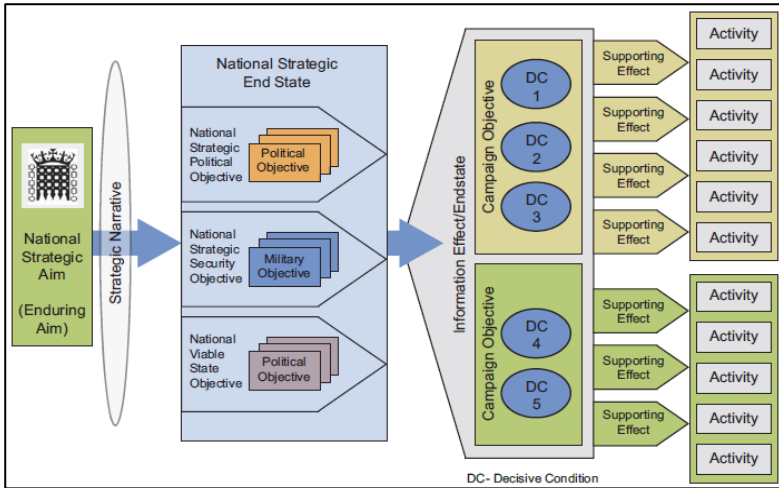 National
Strategic
Aim
(Enduring
Aim)
Strategic Narrative
National Strategic
End State
National
Strategic
Political
Objective
Political
Objective
National
Strategic
Security
Objective
Military
Objective
National
Viable
State
Objective
Political
Objective
Information Effect/Endstate
Campaign Objective
DC
1
DC
2
DC
3
Campaign Objective
DC
4
DC
5
Supporting
Effect
Supporting
Effect
Supporting
Effect
Supporting
Effect
Supporting
Effect
Supporting
Effect
Supporting
Effect
Activity
Activity
Activity
Activity
Activity
Activity
Activity
Activity
Activity
Activity
Activity
DC- Decisive Condition